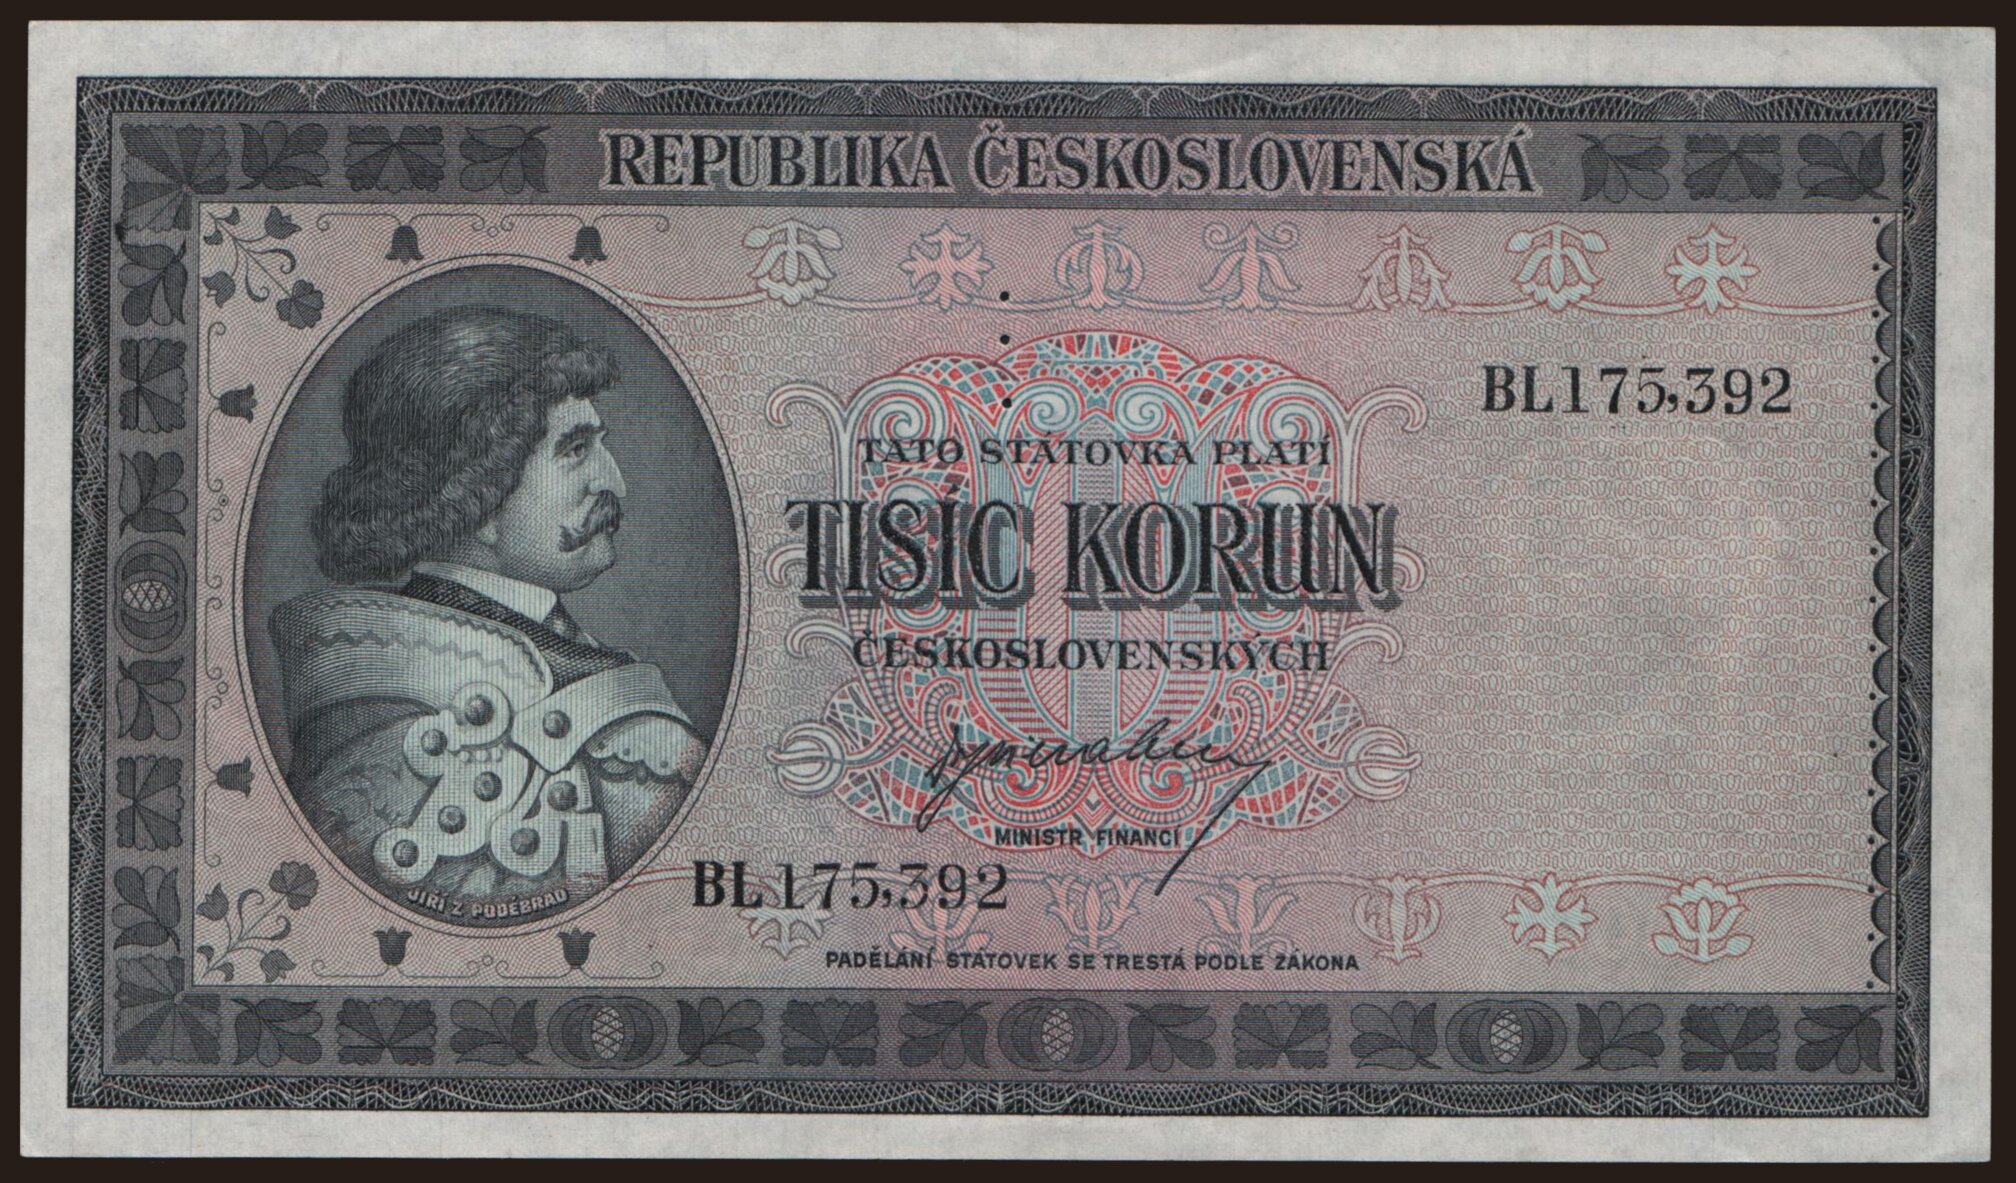 REPUBLIKA ČESKOSLOVENSKÁ
BL175,392
TATO STÁTOVKA PLATÍ
TISÍC KORUN
ČESKOSLOVENSKÝCH
MINISTR FINANCÍ
BL175,392
JIŘÍ Z PODĚBRAD
PADĚLÁNÍ STÁTOVEK SE TRESTÁ PODLE ZÁKONA